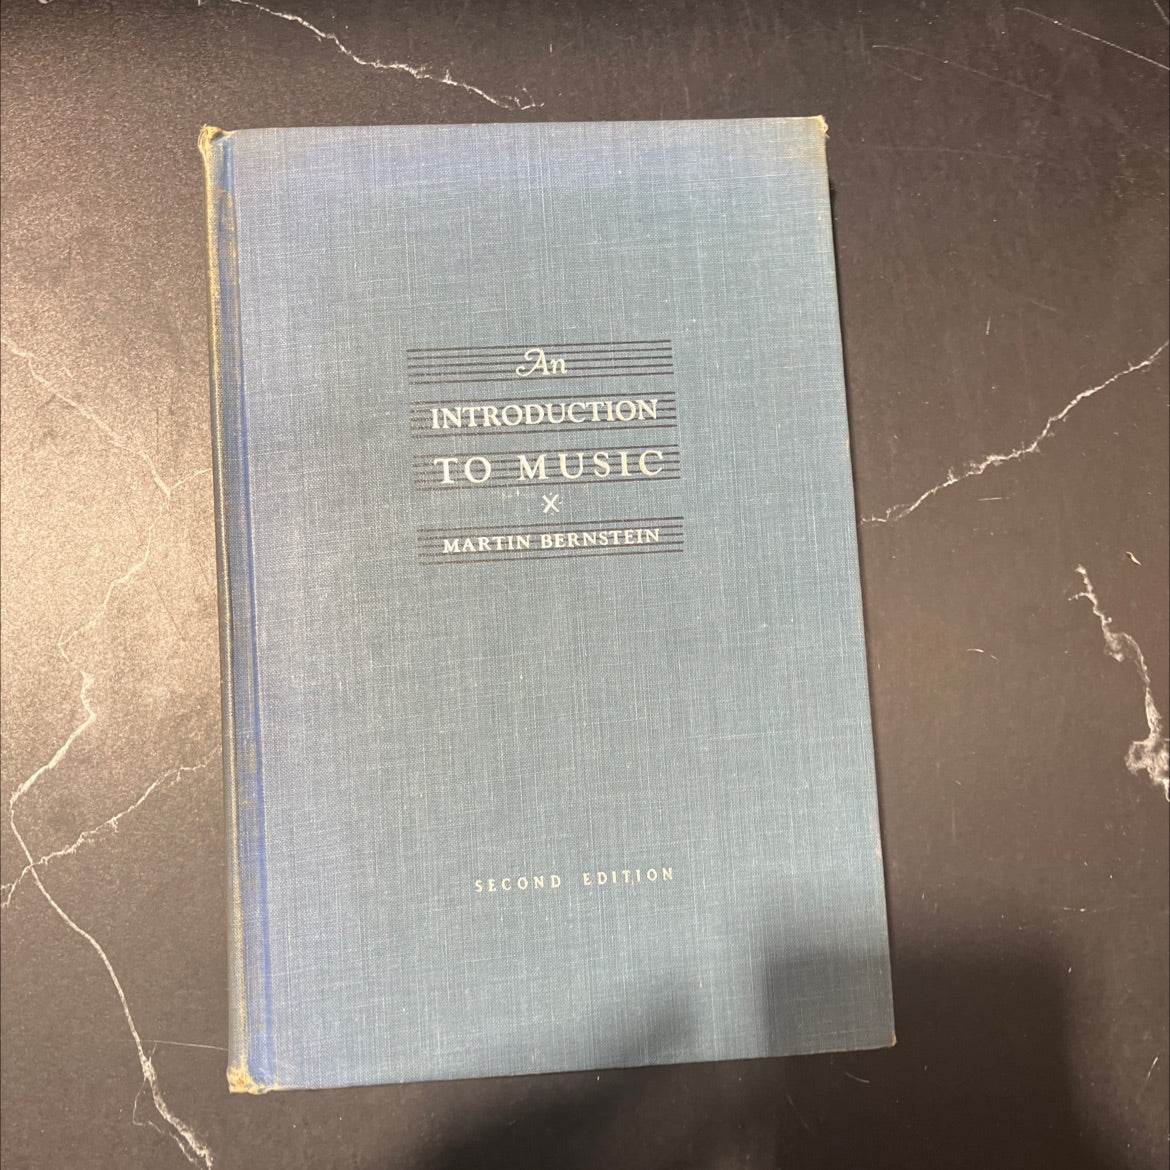 An
INTRODUCTION
TO MUSIC
MARTIN BERNSTEIN
SECOND EDITION